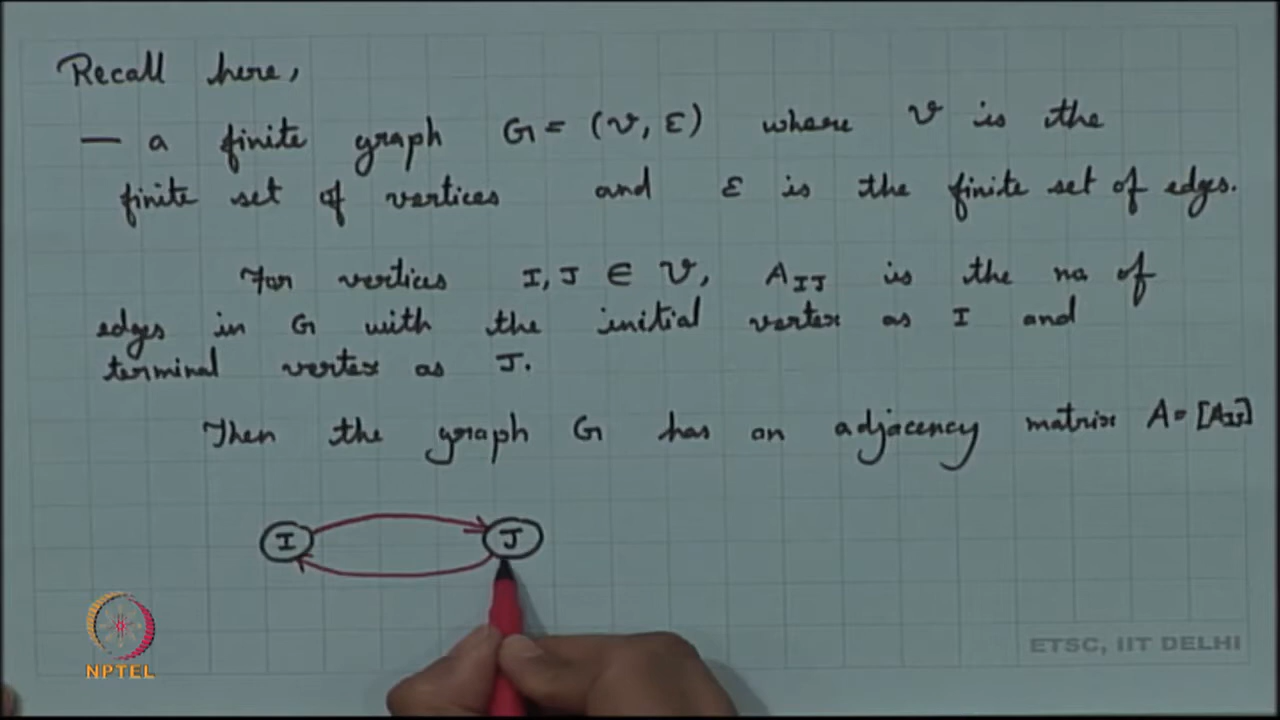 Recall here,
— a finite graph G = (V, E) where V is the
finite set of vertices and E is the finite set of edges.
For vertices I, J ∈ V, A_IJ is the no of
edges in G with the initial vertex as I and
terminal vertex as J.
Then the graph G has an adjacency matrix A = [A_IJ]
I J
NPTEL
ETSC, IIT DELHI